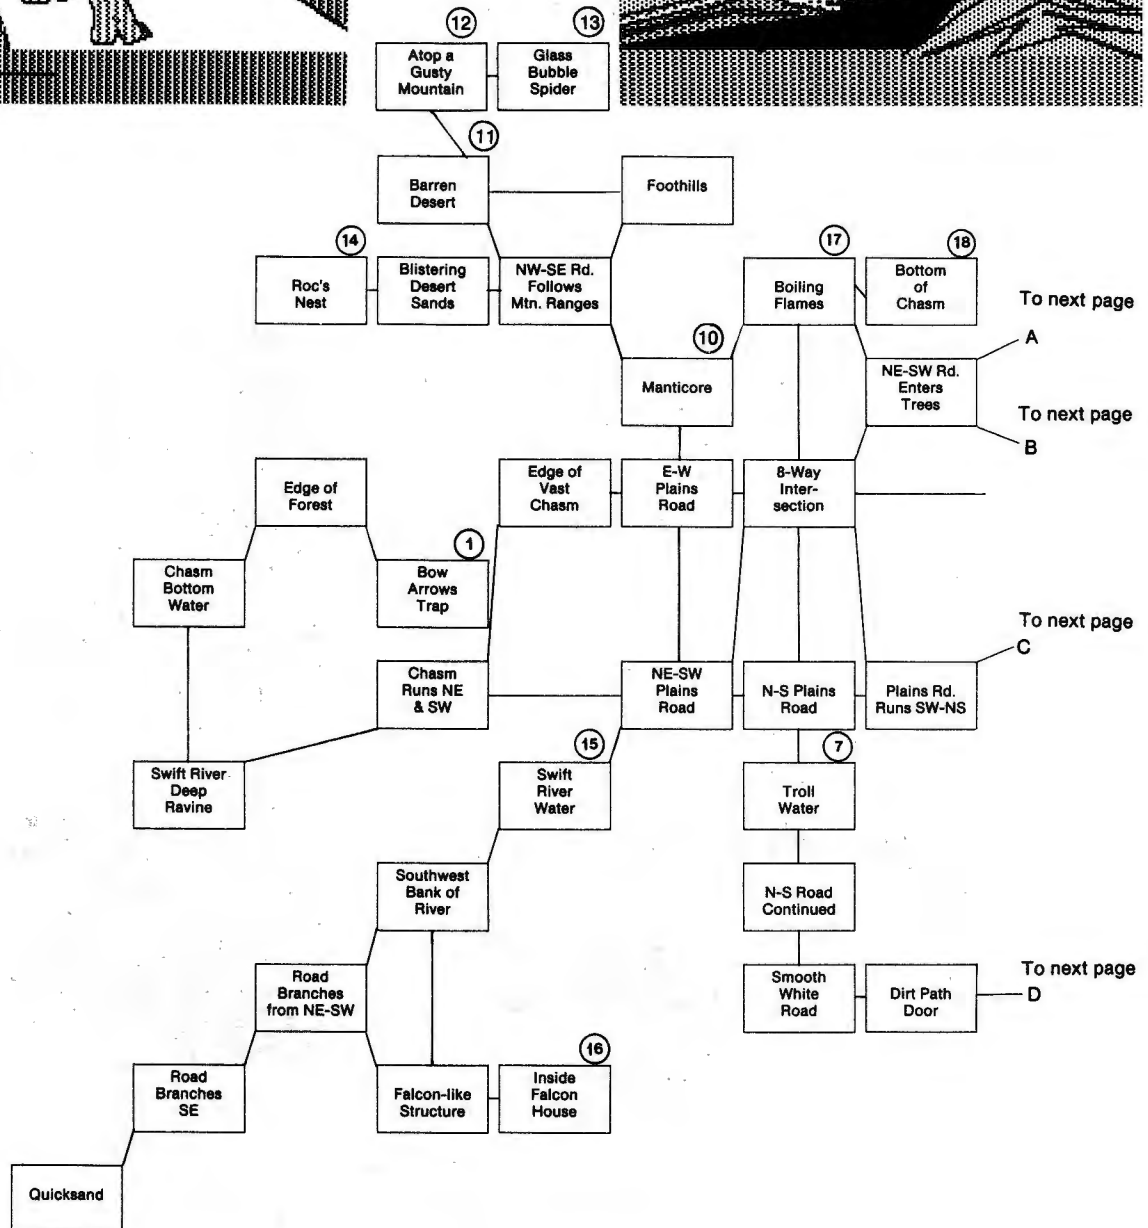 12
13
Atop a
Gusty
Mountain
Glass
Bubble
Spider
11
Barren
Desert
Foothills
14
Roc's
Nest
Blistering
Desert
Sands
NW-SE Rd.
Follows
Mtn. Ranges
17
Boiling
Flames
18
Bottom
of
Chasm
To next page
A
10
Manticore
NE-SW Rd.
Enters
Trees
To next page
B
Edge of
Forest
Edge of
Vast
Chasm
E-W
Plains
Road
8-Way
Inter-
section
Chasm
Bottom
Water
1
Bow
Arrows
Trap
To next page
C
Chasm
Runs NE
& SW
NE-SW
Plains
Road
N-S Plains
Road
Plains Rd.
Runs SW-NS
Swift River
Deep
Ravine
15
Swift
River
Water
7
Troll
Water
Southwest
Bank of
River
N-S Road
Continued
Road
Branches
from NE-SW
Smooth
White
Road
Dirt Path
Door
To next page
D
Road
Branches
SE
Falcon-like
Structure
16
Inside
Falcon
House
Quicksand